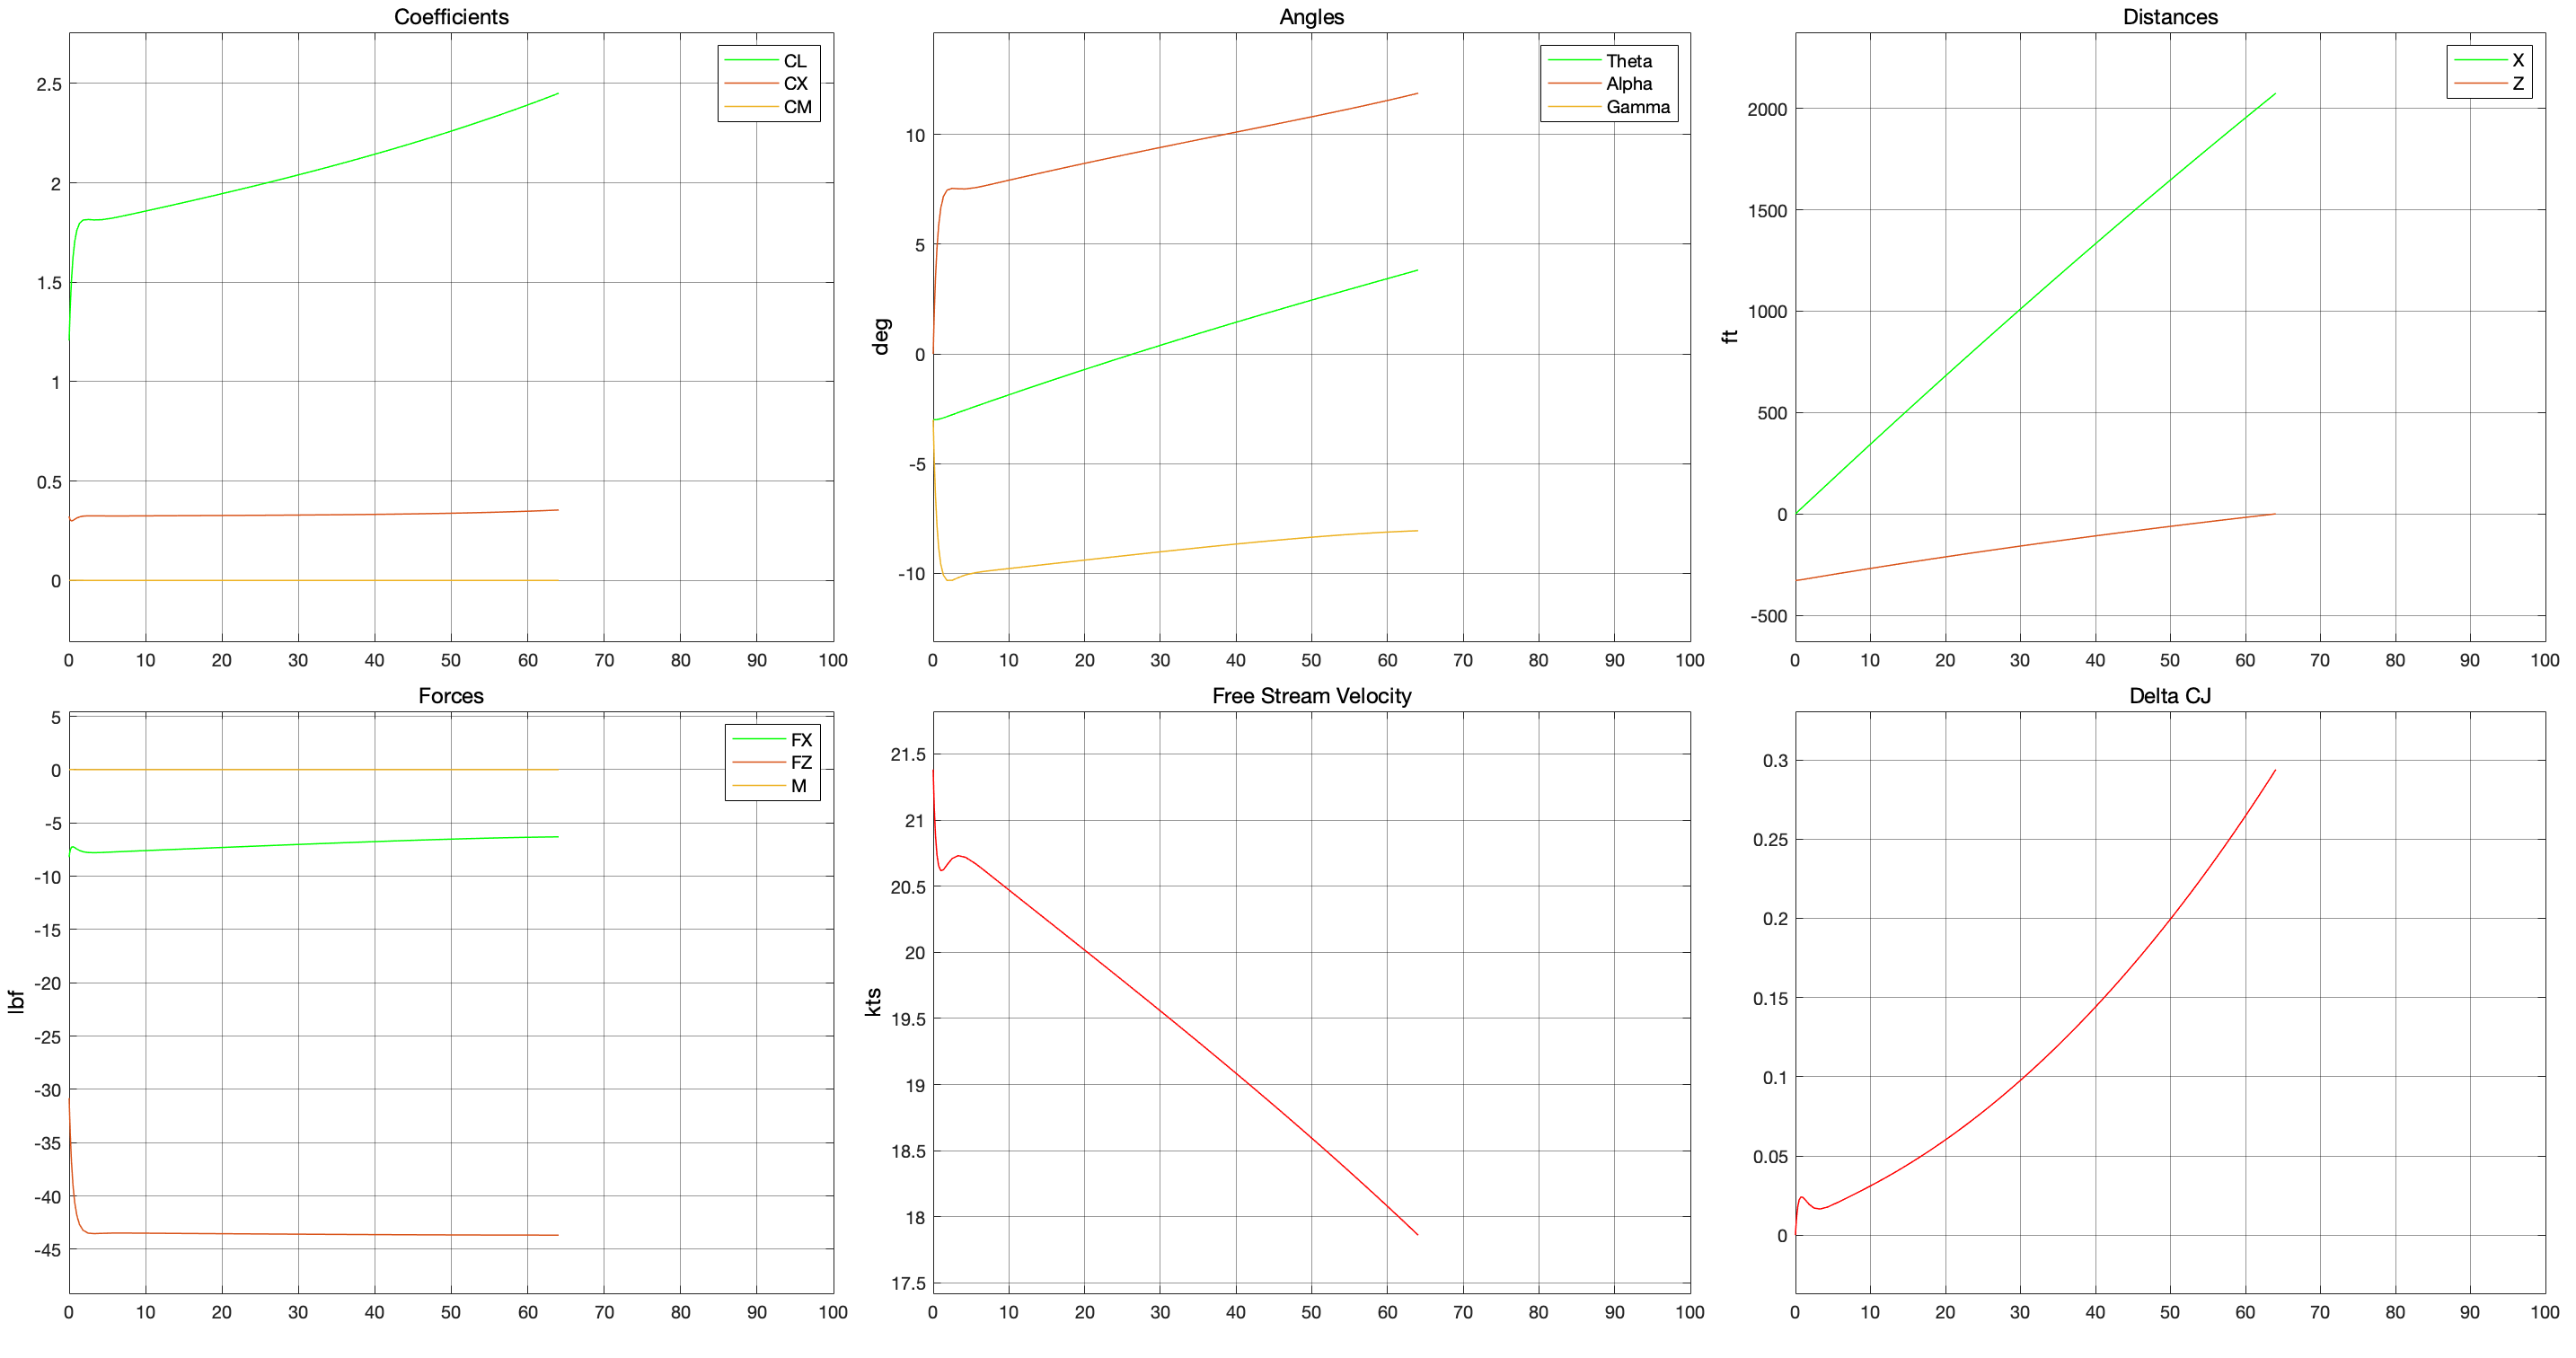 Coefficients
2.5
2
1.5
1
0.5
0
CL
CX
CM
0 10 20 30 40 50 60 70 80 90 100
Angles
deg
10
5
0
-5
-10
Theta
Alpha
Gamma
0 10 20 30 40 50 60 70 80 90 100
Distances
ft
2000
1500
1000
500
0
-500
X
Z
0 10 20 30 40 50 60 70 80 90 100
Forces
lbf
5
0
-5
-10
-15
-20
-25
-30
-35
-40
-45
FX
FZ
M
0 10 20 30 40 50 60 70 80 90 100
Free Stream Velocity
kts
21.5
21
20.5
20
19.5
19
18.5
18
17.5
0 10 20 30 40 50 60 70 80 90 100
Delta CJ
0.3
0.25
0.2
0.15
0.1
0.05
0
0 10 20 30 40 50 60 70 80 90 100